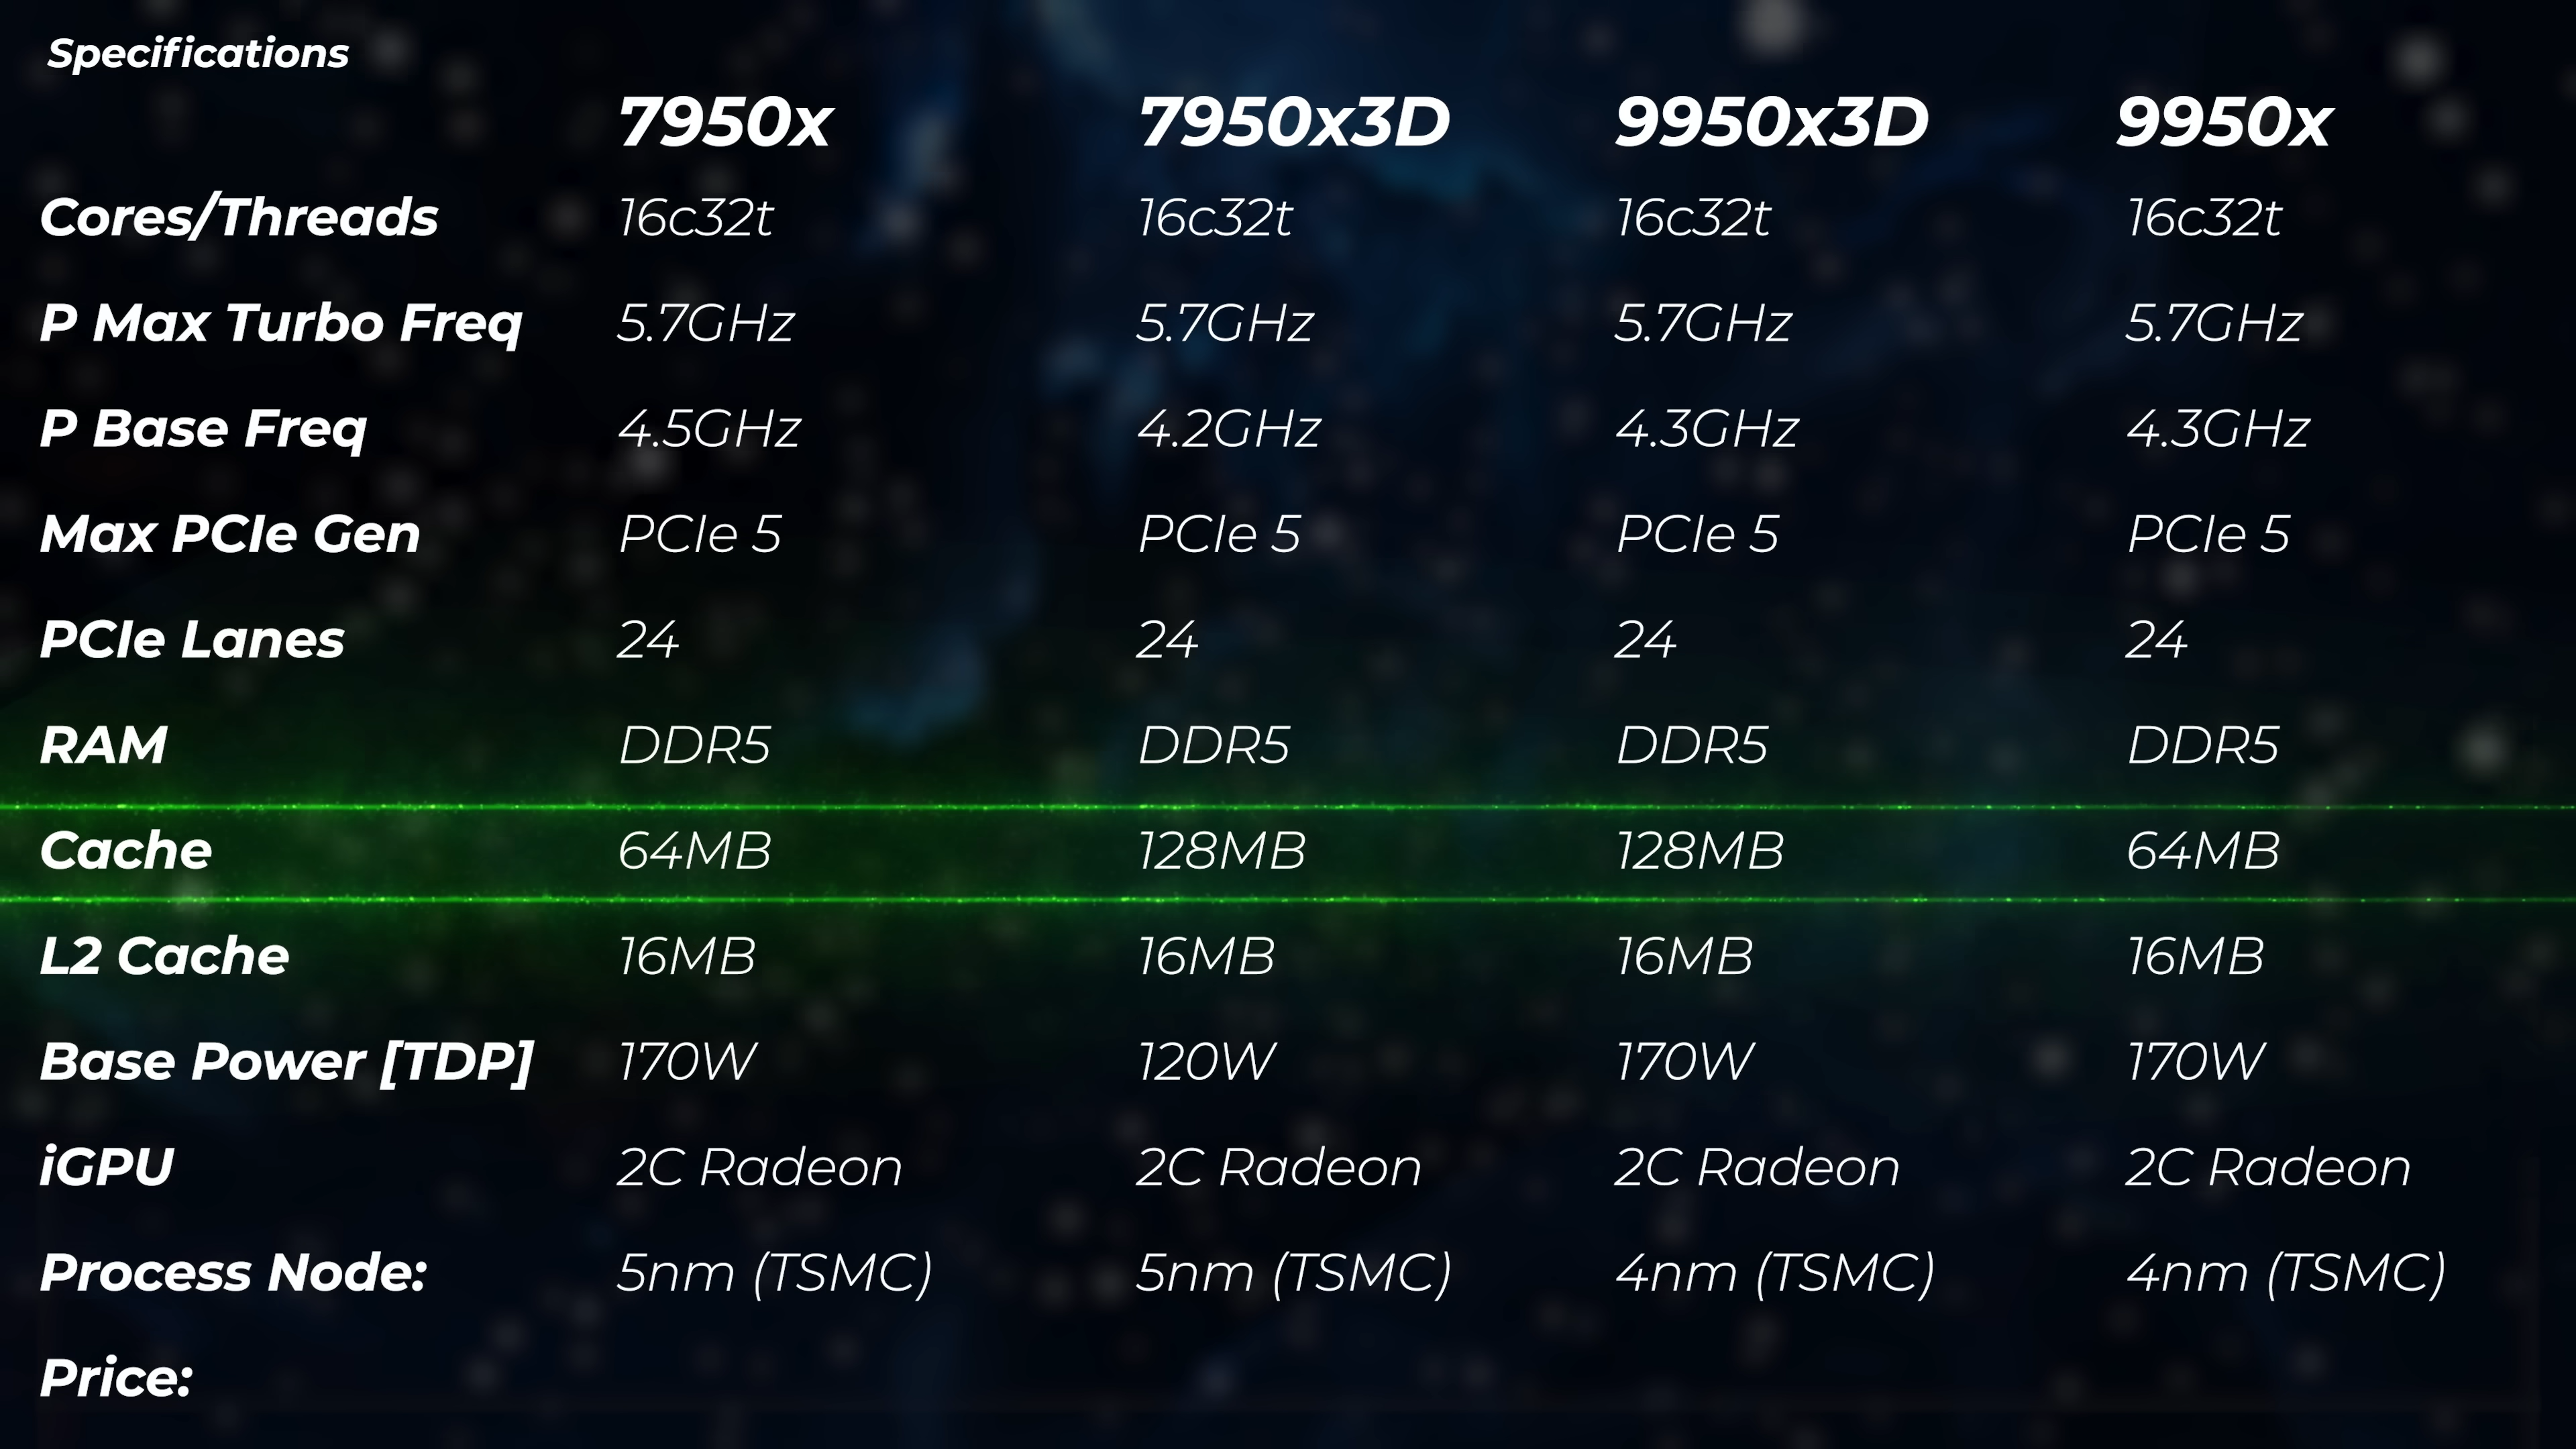 Specifications
7950x 7950x3D 9950x3D 9950x
Cores/Threads 16c32t 16c32t 16c32t 16c32t
P Max Turbo Freq 5.7GHz 5.7GHz 5.7GHz 5.7GHz
P Base Freq 4.5GHz 4.2GHz 4.3GHz 4.3GHz
Max PCIe Gen PCIe 5 PCIe 5 PCIe 5 PCIe 5
PCIe Lanes 24 24 24 24
RAM DDR5 DDR5 DDR5 DDR5
Cache 64MB 128MB 128MB 64MB
L2 Cache 16MB 16MB 16MB 16MB
Base Power [TDP] 170W 120W 170W 170W
iGPU 2C Radeon 2C Radeon 2C Radeon 2C Radeon
Process Node: 5nm (TSMC) 5nm (TSMC) 4nm (TSMC) 4nm (TSMC)
Price: